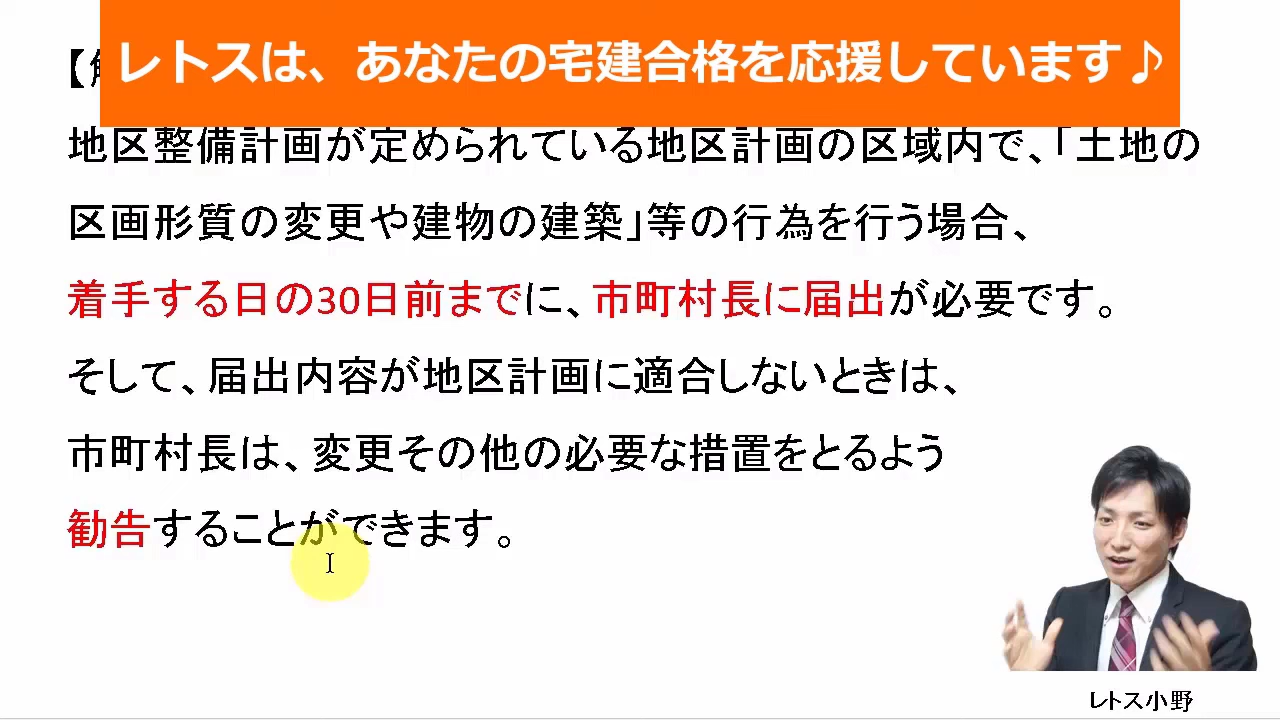 レトスは、あなたの宅建合格を応援しています♪
【
地区整備計画が定められている地区計画の区域内で、「土地の
区画形質の変更や建物の建築」等の行為を行う場合、
着手する日の30日前までに、市町村長に届出が必要です。
そして、届出内容が地区計画に適合しないときは、
市町村長は、変更その他の必要な措置をとるよう
勧告することができます。
レトス小野